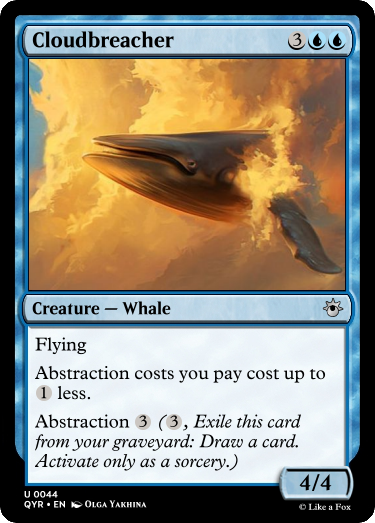 Cloudbreacher 3
Creature — Whale
Flying
Abstraction costs you pay cost up to
1 less.
Abstraction 3 (3, Exile this card
from your graveyard: Draw a card.
Activate only as a sorcery.)
4/4
U 0044
QYR • EN Olga Yakhina
© Like a Fox